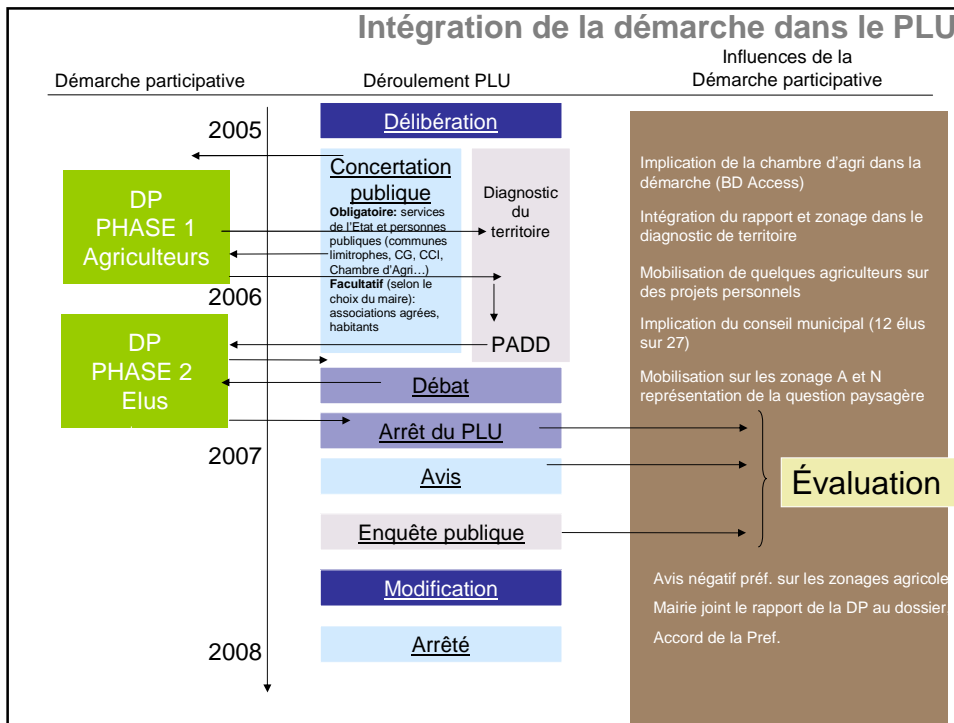 Intégration de la démarche dans le PLU
Démarche participative
Déroulement PLU
Influences de la
Démarche participative
2005
2006
2007
2008
DP
PHASE 1
Agriculteurs
DP
PHASE 2
Elus
Délibération
Concertation
publique
Obligatoire: services
de l'Etat et personnes
publiques (communes
limitrophes, CG, CCI,
Chambre d'Agri…)
Facultatif (selon le
choix du maire):
associations agrées,
habitants
Diagnostic
du
territoire
PADD
Débat
Arrêt du PLU
Avis
Enquête publique
Modification
Arrêté
Implication de la chambre d'agri dans la
démarche (BD Access)
Intégration du rapport et zonage dans le
diagnostic de territoire
Mobilisation de quelques agriculteurs sur
des projets personnels
Implication du conseil municipal (12 élus
sur 27)
Mobilisation sur les zonage A et N
représentation de la question paysagère
Évaluation
Avis négatif préf. sur les zonages agricole
Mairie joint le rapport de la DP au dossier
Accord de la Pref.